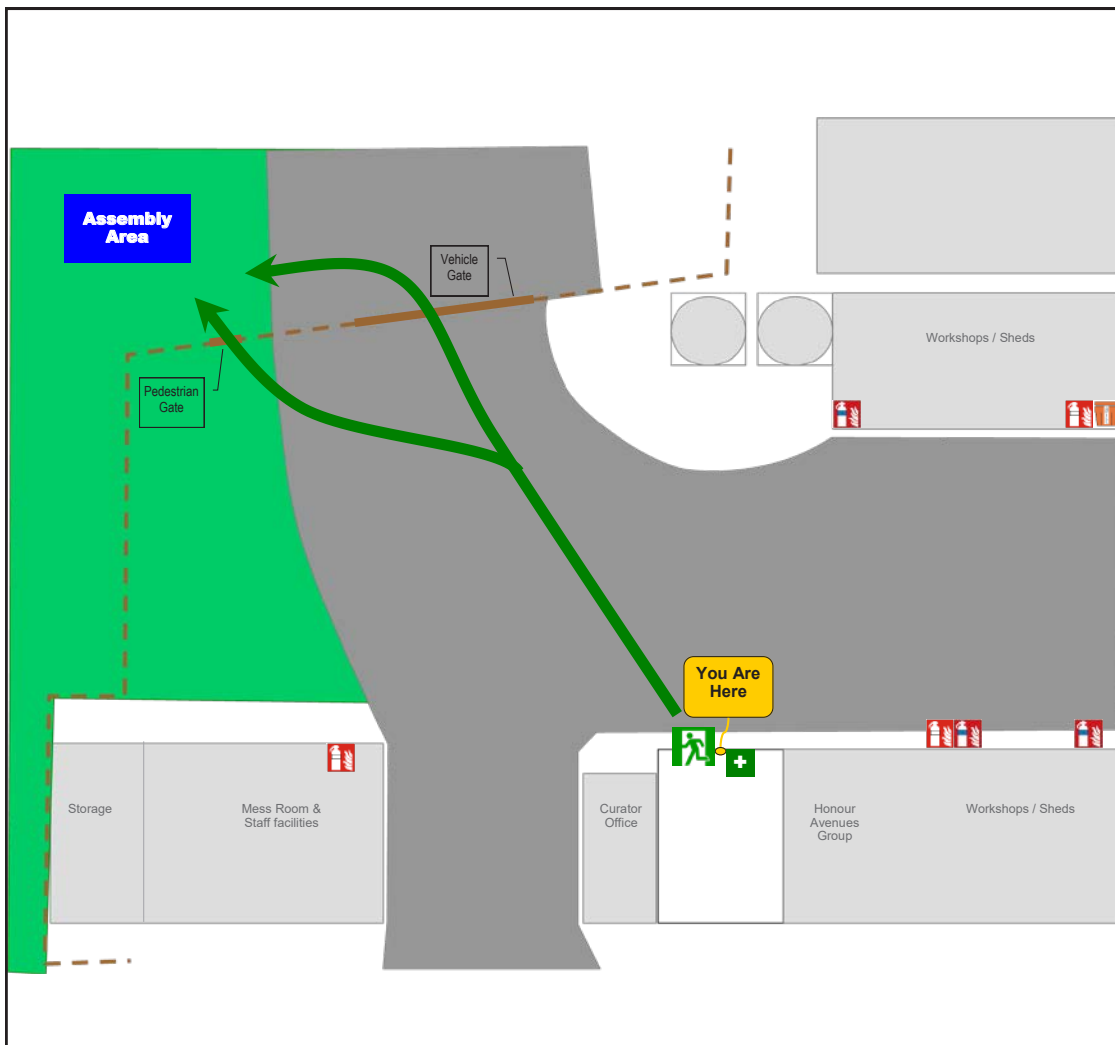 Assembly
Area
Vehicle
Gate
Workshops / Sheds
Pedestrian
Gate
You Are
Here
Storage
Mess Room &
Staff facilities
Curator
Office
Honour
Avenues
Group
Workshops / Sheds